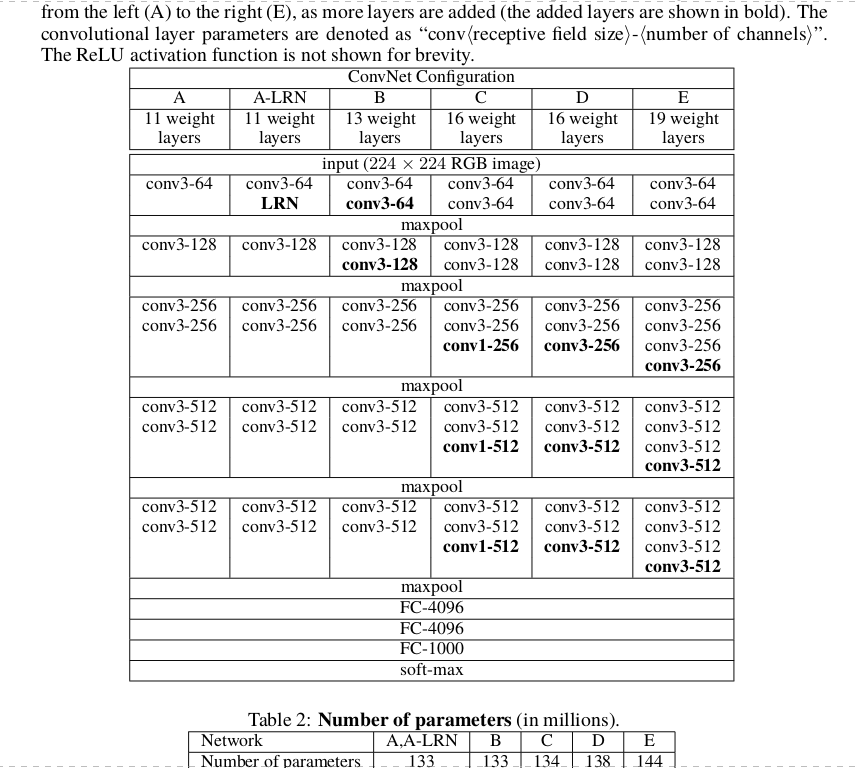 from the left (A) to the right (E), as more layers are added (the added layers are shown in bold). The
convolutional layer parameters are denoted as “conv⟨receptive field size⟩-⟨number of channels⟩”.
The ReLU activation function is not shown for brevity.
ConvNet Configuration
A A-LRN B C D E
11 weight 11 weight 13 weight 16 weight 16 weight 19 weight
layers layers layers layers layers layers
input (224 × 224 RGB image)
conv3-64 conv3-64 conv3-64 conv3-64 conv3-64 conv3-64
LRN conv3-64 conv3-64 conv3-64 conv3-64
maxpool
conv3-128 conv3-128 conv3-128 conv3-128 conv3-128 conv3-128
conv3-128 conv3-128 conv3-128 conv3-128
maxpool
conv3-256 conv3-256 conv3-256 conv3-256 conv3-256 conv3-256
conv3-256 conv3-256 conv3-256 conv3-256 conv3-256 conv3-256
conv1-256 conv3-256 conv3-256
conv3-256
maxpool
conv3-512 conv3-512 conv3-512 conv3-512 conv3-512 conv3-512
conv3-512 conv3-512 conv3-512 conv3-512 conv3-512 conv3-512
conv1-512 conv3-512 conv3-512
conv3-512
maxpool
conv3-512 conv3-512 conv3-512 conv3-512 conv3-512 conv3-512
conv3-512 conv3-512 conv3-512 conv3-512 conv3-512 conv3-512
conv1-512 conv3-512 conv3-512
conv3-512
maxpool
FC-4096
FC-4096
FC-1000
soft-max
Table 2: Number of parameters (in millions).
Network A,A-LRN B C D E
Number of parameters 133 133 134 138 144